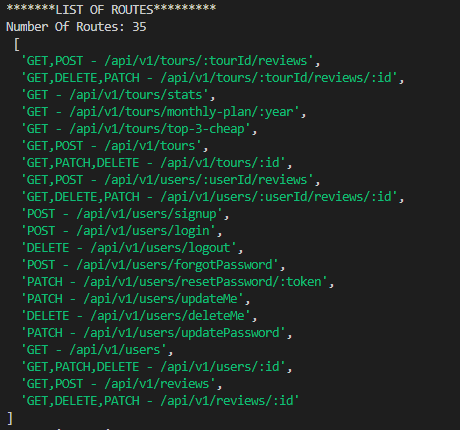 *******LIST OF ROUTES*********
Number Of Routes: 35
[
'GET,POST - /api/v1/tours/:tourId/reviews',
'GET,DELETE,PATCH - /api/v1/tours/:tourId/reviews/:id',
'GET - /api/v1/tours/stats',
'GET - /api/v1/tours/monthly-plan/:year',
'GET - /api/v1/tours/top-3-cheap',
'GET,POST - /api/v1/tours',
'GET,PATCH,DELETE - /api/v1/tours/:id',
'GET,POST - /api/v1/users/:userId/reviews',
'GET,DELETE,PATCH - /api/v1/users/:userId/reviews/:id',
'POST - /api/v1/users/signup',
'POST - /api/v1/users/login',
'DELETE - /api/v1/users/logout',
'POST - /api/v1/users/forgotPassword',
'PATCH - /api/v1/users/resetPassword/:token',
'PATCH - /api/v1/users/updateMe',
'DELETE - /api/v1/users/deleteMe',
'PATCH - /api/v1/users/updatePassword',
'GET - /api/v1/users',
'GET,PATCH,DELETE - /api/v1/users/:id',
'GET,POST - /api/v1/reviews',
'GET,DELETE,PATCH - /api/v1/reviews/:id'
]